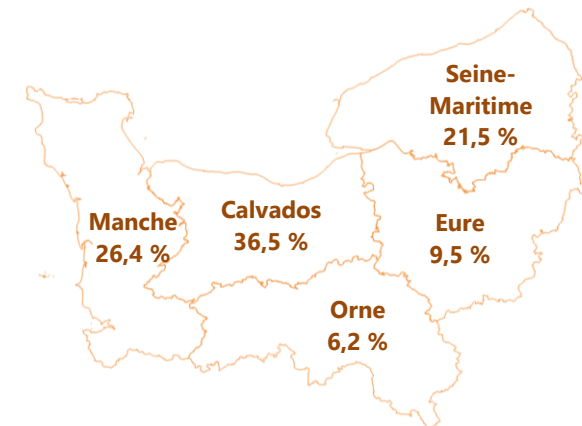 Seine-
Maritime
21,5 %
Manche
26,4 %
Calvados
36,5 %
Eure
9,5 %
Orne
6,2 %